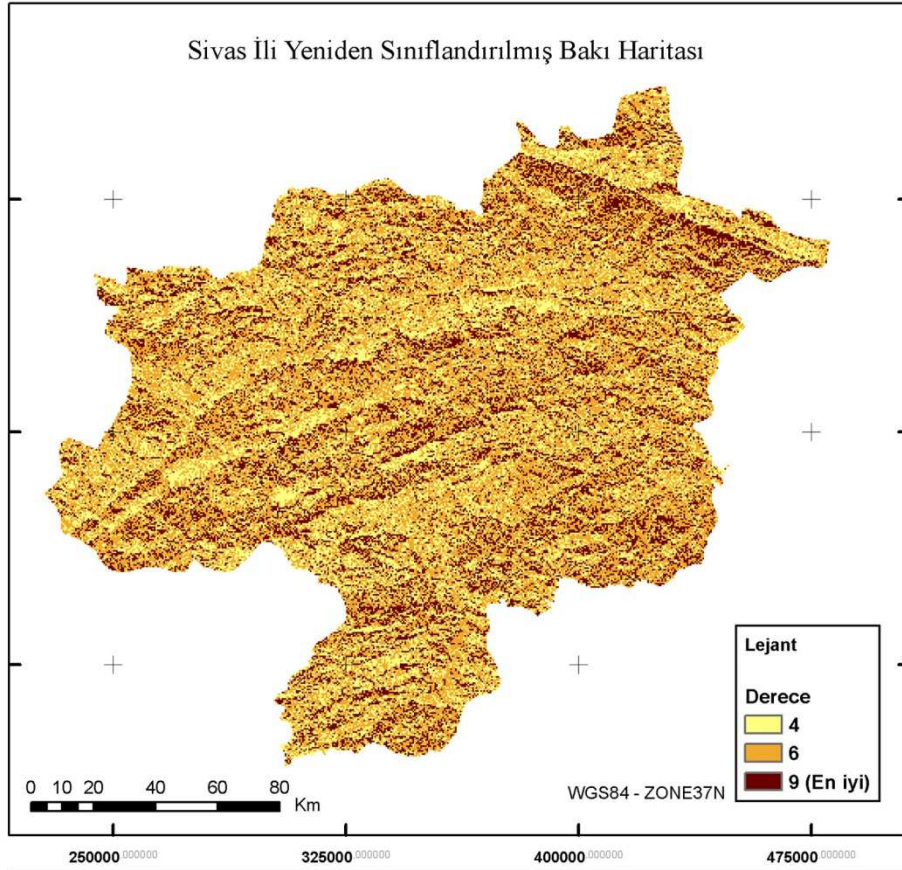 Sivas İli Yeniden Sınıflandırılmış Bakı Haritası
Lejant
Derece
4
6
9 (En iyi)
0 10 20 40 60 80
Km
WGS84 - ZONE37N
250000.000000 325000.000000 400000.000000 475000.000000